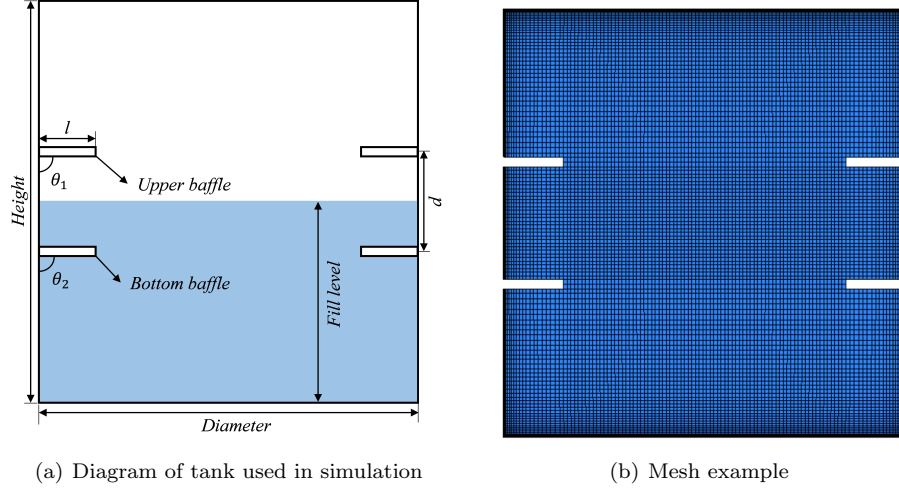 l
θ₁
Upper baffle
Height
d
θ₂
Bottom baffle
Fill level
Diameter
(a) Diagram of tank used in simulation
(b) Mesh example